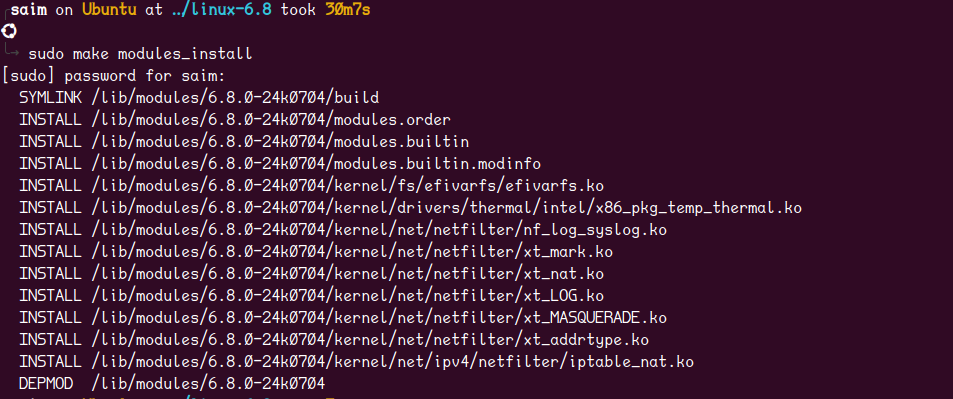 saim on Ubuntu at ../linux-6.8 took 30m7s
sudo make modules_install
[sudo] password for saim:
SYMLINK /lib/modules/6.8.0-24k0704/build
INSTALL /lib/modules/6.8.0-24k0704/modules.order
INSTALL /lib/modules/6.8.0-24k0704/modules.builtin
INSTALL /lib/modules/6.8.0-24k0704/modules.builtin.modinfo
INSTALL /lib/modules/6.8.0-24k0704/kernel/fs/efivarfs/efivarfs.ko
INSTALL /lib/modules/6.8.0-24k0704/kernel/drivers/thermal/intel/x86_pkg_temp_thermal.ko
INSTALL /lib/modules/6.8.0-24k0704/kernel/net/netfilter/nf_log_syslog.ko
INSTALL /lib/modules/6.8.0-24k0704/kernel/net/netfilter/xt_mark.ko
INSTALL /lib/modules/6.8.0-24k0704/kernel/net/netfilter/xt_nat.ko
INSTALL /lib/modules/6.8.0-24k0704/kernel/net/netfilter/xt_LOG.ko
INSTALL /lib/modules/6.8.0-24k0704/kernel/net/netfilter/xt_MASQUERADE.ko
INSTALL /lib/modules/6.8.0-24k0704/kernel/net/netfilter/xt_addrtype.ko
INSTALL /lib/modules/6.8.0-24k0704/kernel/net/ipv4/netfilter/iptable_nat.ko
DEPMOD /lib/modules/6.8.0-24k0704